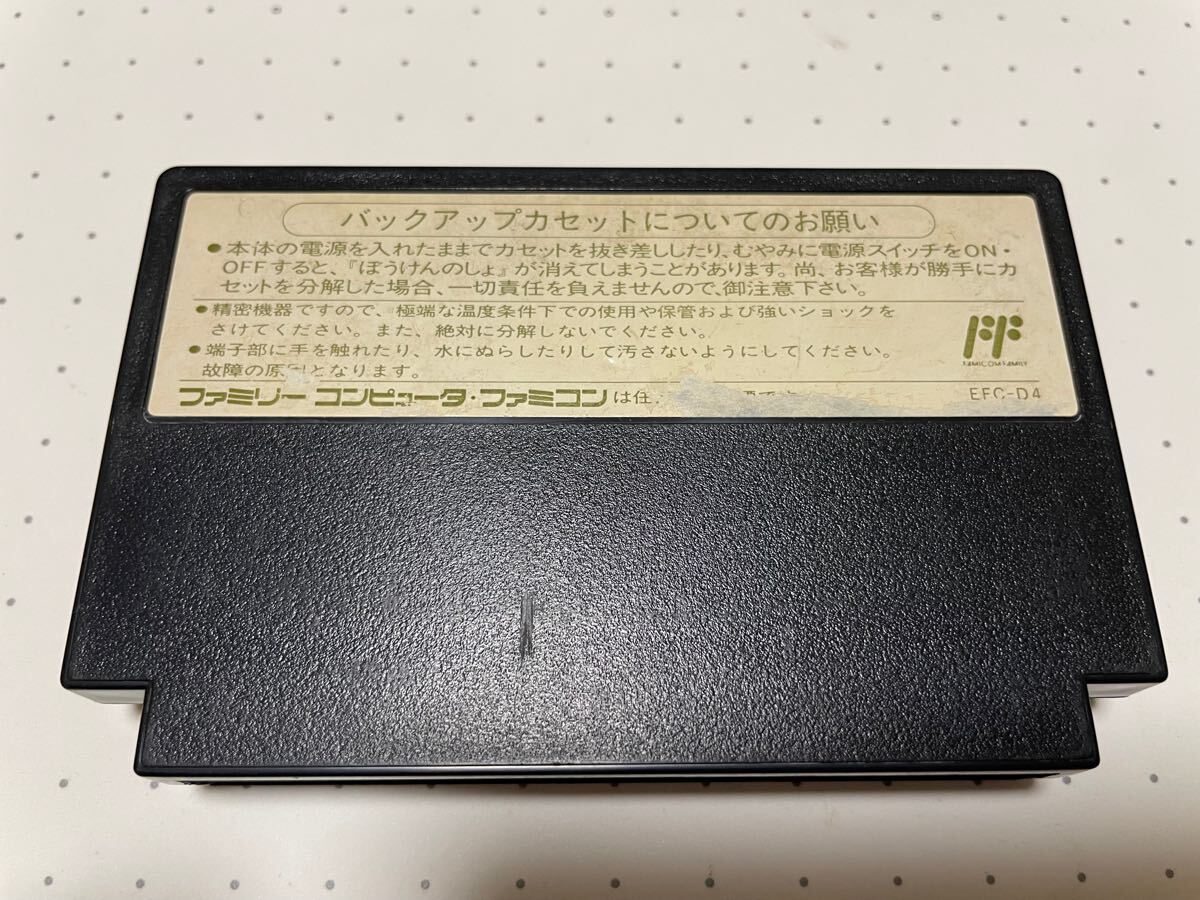 バックアップカセットについてのお願い
●本体の電源を入れたままでカセットを抜き差ししたり、むやみに電源スイッチをON・
OFFすると、『ぼうけんのしょ』が消えてしまうことがあります。尚、お客様が勝手にカ
セットを分解した場合、一切責任を負えませんので、御注意下さい。
●精密機器ですので、極端な温度条件下での使用や保管および強いショックを
さけてください。また、絶対に分解しないでください。
●端子部に手を触れたり、水にぬらしたりして汚さないようにしてください。
故障の原因となります。
FF
FAMICOM FAMILY
ファミリーコンピュータ・ファミコンは任
EFC-D4